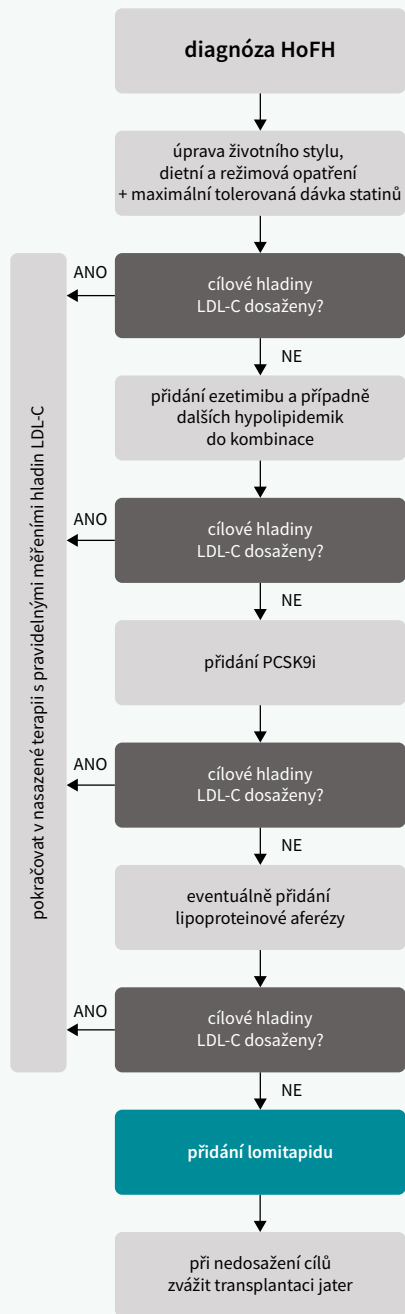 diagnóza HoFH
úprava životního stylu,
dietní a režimová opatření
+ maximální tolerovaná dávka statinů
ANO
cílové hladiny
LDL-C dosaženy?
NE
přidání ezetimibu a případně
dalších hypolipidemik
do kombinace
ANO
cílové hladiny
LDL-C dosaženy?
NE
přidání PCSK9i
ANO
cílové hladiny
LDL-C dosaženy?
NE
eventuálně přidání
lipoproteinové aferézy
ANO
cílové hladiny
LDL-C dosaženy?
NE
přidání lomitapidu
při nedosažení cílů
zvážit transplantaci jater
pokračovat v nasazené terapii s pravidelnými měřeními hladin LDL-C